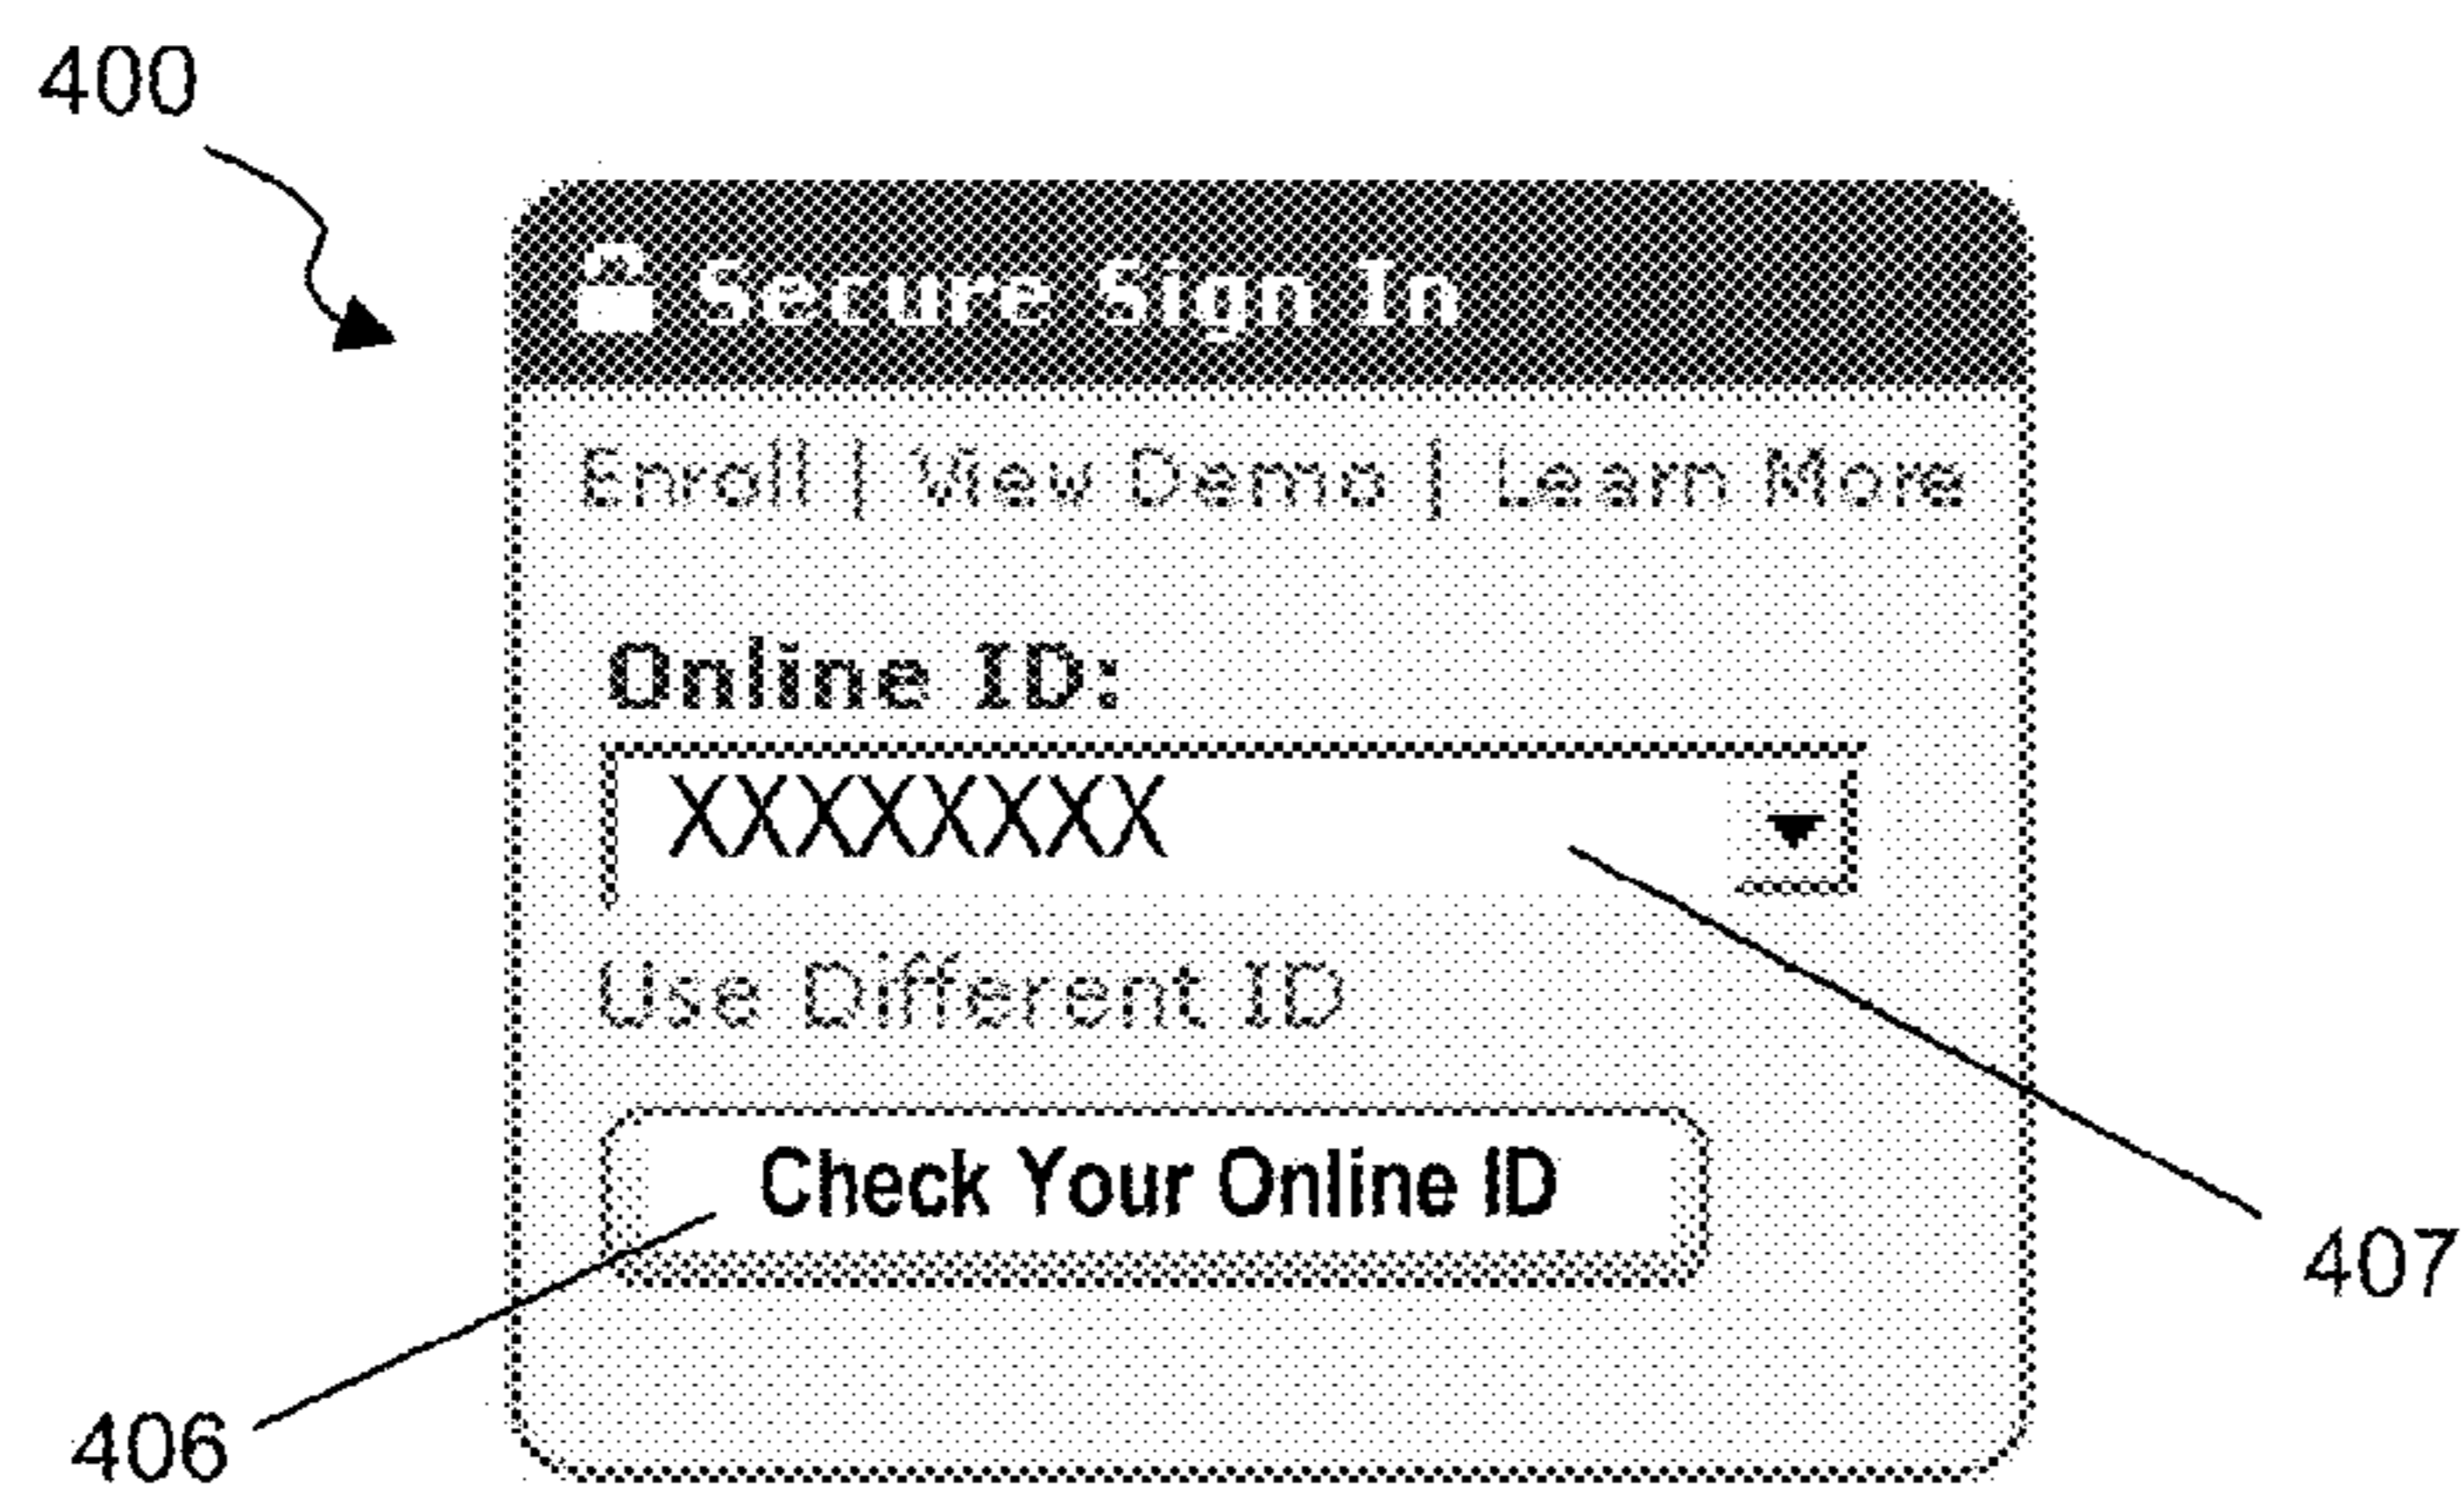 400
Secure Sign In
Enroll | View Demo | Learn More
Online ID:
XXXXXXXX
Use Different ID
Check Your Online ID
407
406